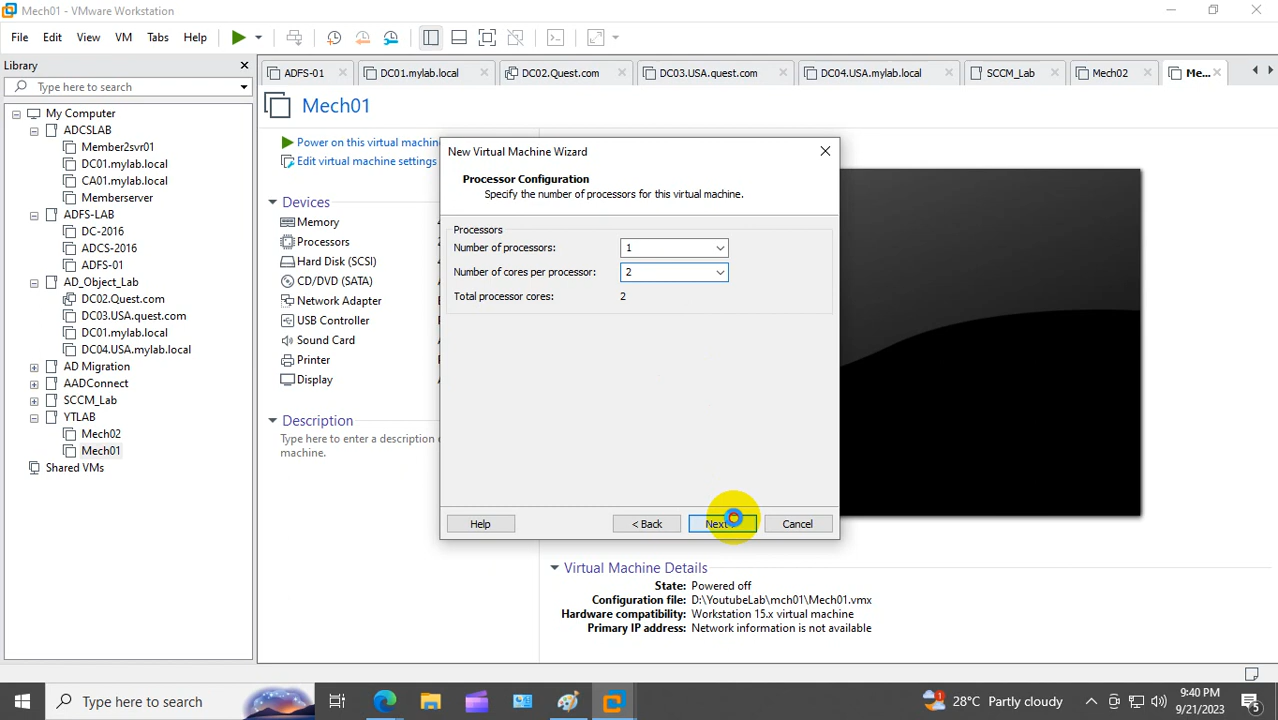 Mech01 - VMware Workstation
File Edit View VM Tabs Help
Library
Type here to search
My Computer
ADCSLAB
Member2svr01
DC01.mylab.local
CA01.mylab.local
Memberserver
ADFS-LAB
DC-2016
ADCS-2016
ADFS-01
AD_Object_Lab
DC02.Quest.com
DC03.USA.quest.com
DC01.mylab.local
DC04.USA.mylab.local
AD Migration
AADConnect
SCCM_Lab
YTLAB
Mech02
Mech01
Shared VMs
ADFS-01 DC01.mylab.local DC02.Quest.com DC03.USA.quest.com DC04.USA.mylab.local SCCM_Lab Mech02 Me...
Mech01
Power on this virtual machin
Edit virtual machine settings
Devices
Memory
Processors
Hard Disk (SCSI)
CD/DVD (SATA)
Network Adapter
USB Controller
Sound Card
Printer
Display
Description
Type here to enter a description
machine.
New Virtual Machine Wizard
Processor Configuration
Specify the number of processors for this virtual machine.
Processors
Number of processors: 1
Number of cores per processor: 2
Total processor cores: 2
Help < Back Next Cancel
Virtual Machine Details
State: Powered off
Configuration file: D:\YoutubeLab\mch01\Mech01.vmx
Hardware compatibility: Workstation 15.x virtual machine
Primary IP address: Network information is not available
Type here to search
1 28°C Partly cloudy
9:40 PM
9/21/2023
5